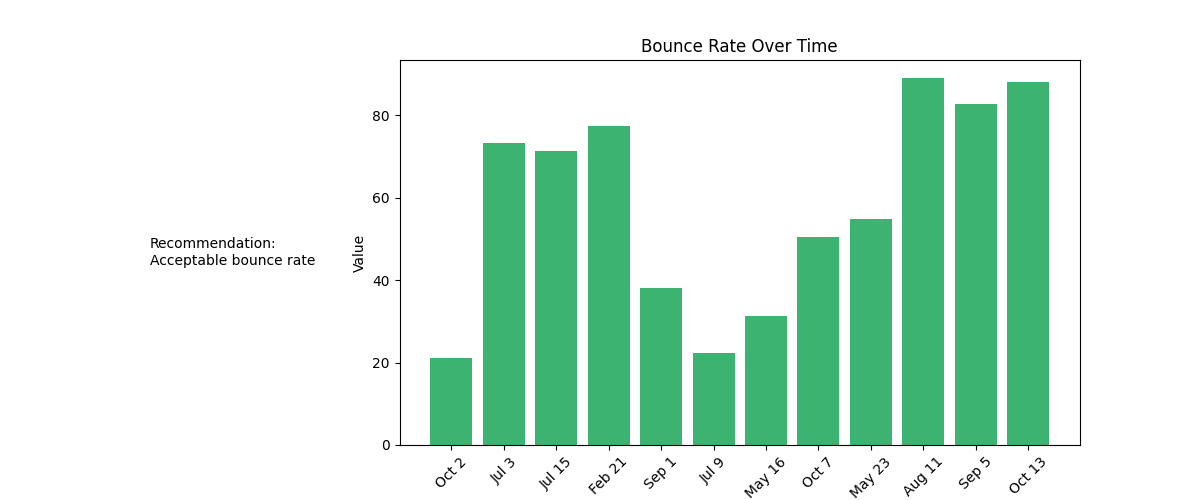 Bounce Rate Over Time
Recommendation:
Acceptable bounce rate
Value
80
60
40
20
0
Oct 2
Jul 3
Jul 15
Feb 21
Sep 1
Jul 9
May 16
Oct 7
May 23
Aug 11
Sep 5
Oct 13